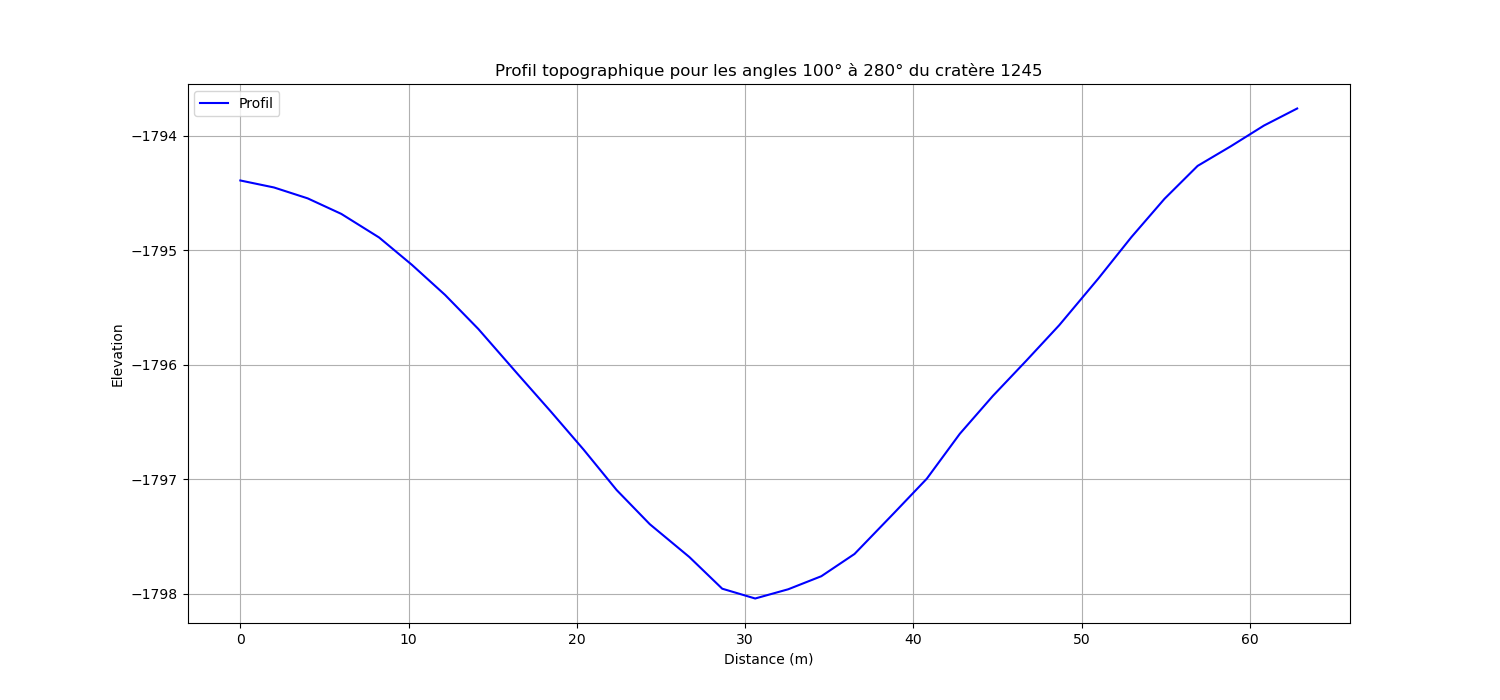 Profil topographique pour les angles 100° à 280° du cratère 1245
Profil
−1794
−1795
−1796
−1797
−1798
Elevation
0 10 20 30 40 50 60
Distance (m)